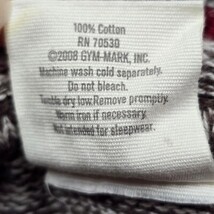 100% Cotton
RN 70530
©2008 GYM-MARK, INC.
Machine wash cold separately.
Do not bleach.
Tumble dry low. Remove promptly.
Warm iron if necessary.
Not intended for sleepwear.